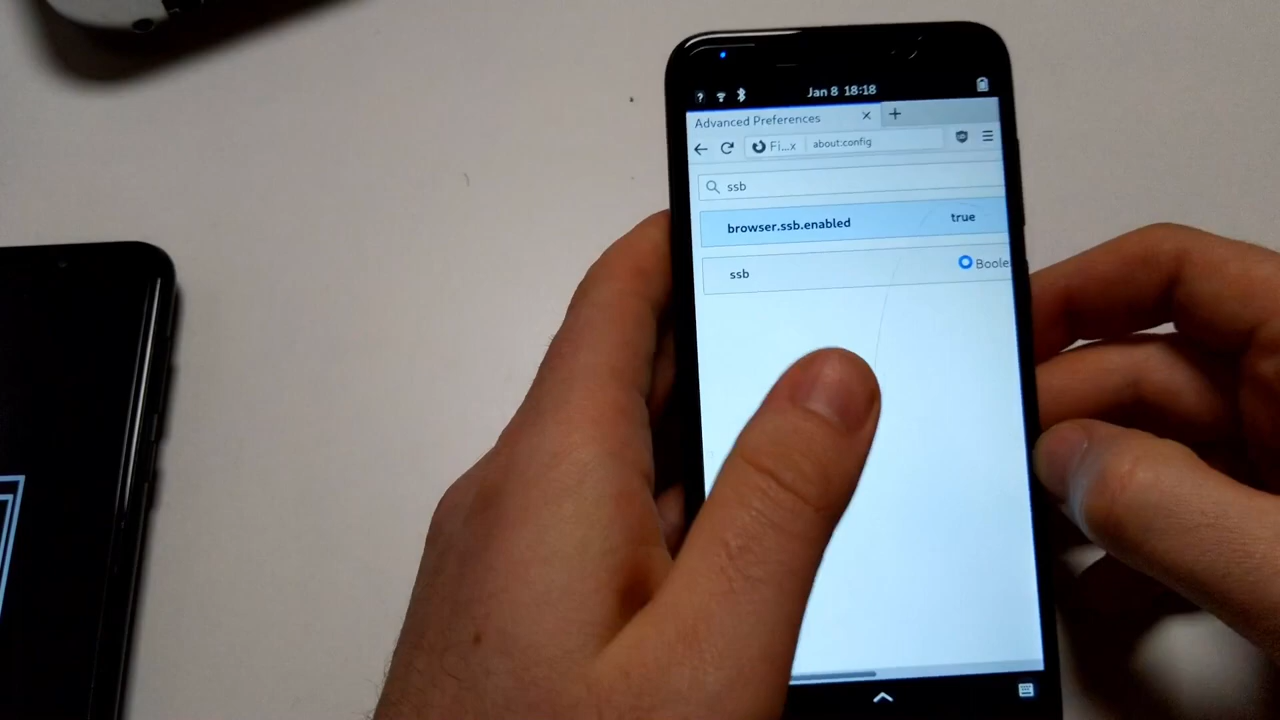 Jan 8 18:18
Advanced Preferences
Fi...x about:config
ssb
browser.ssb.enabled true
ssb Boole